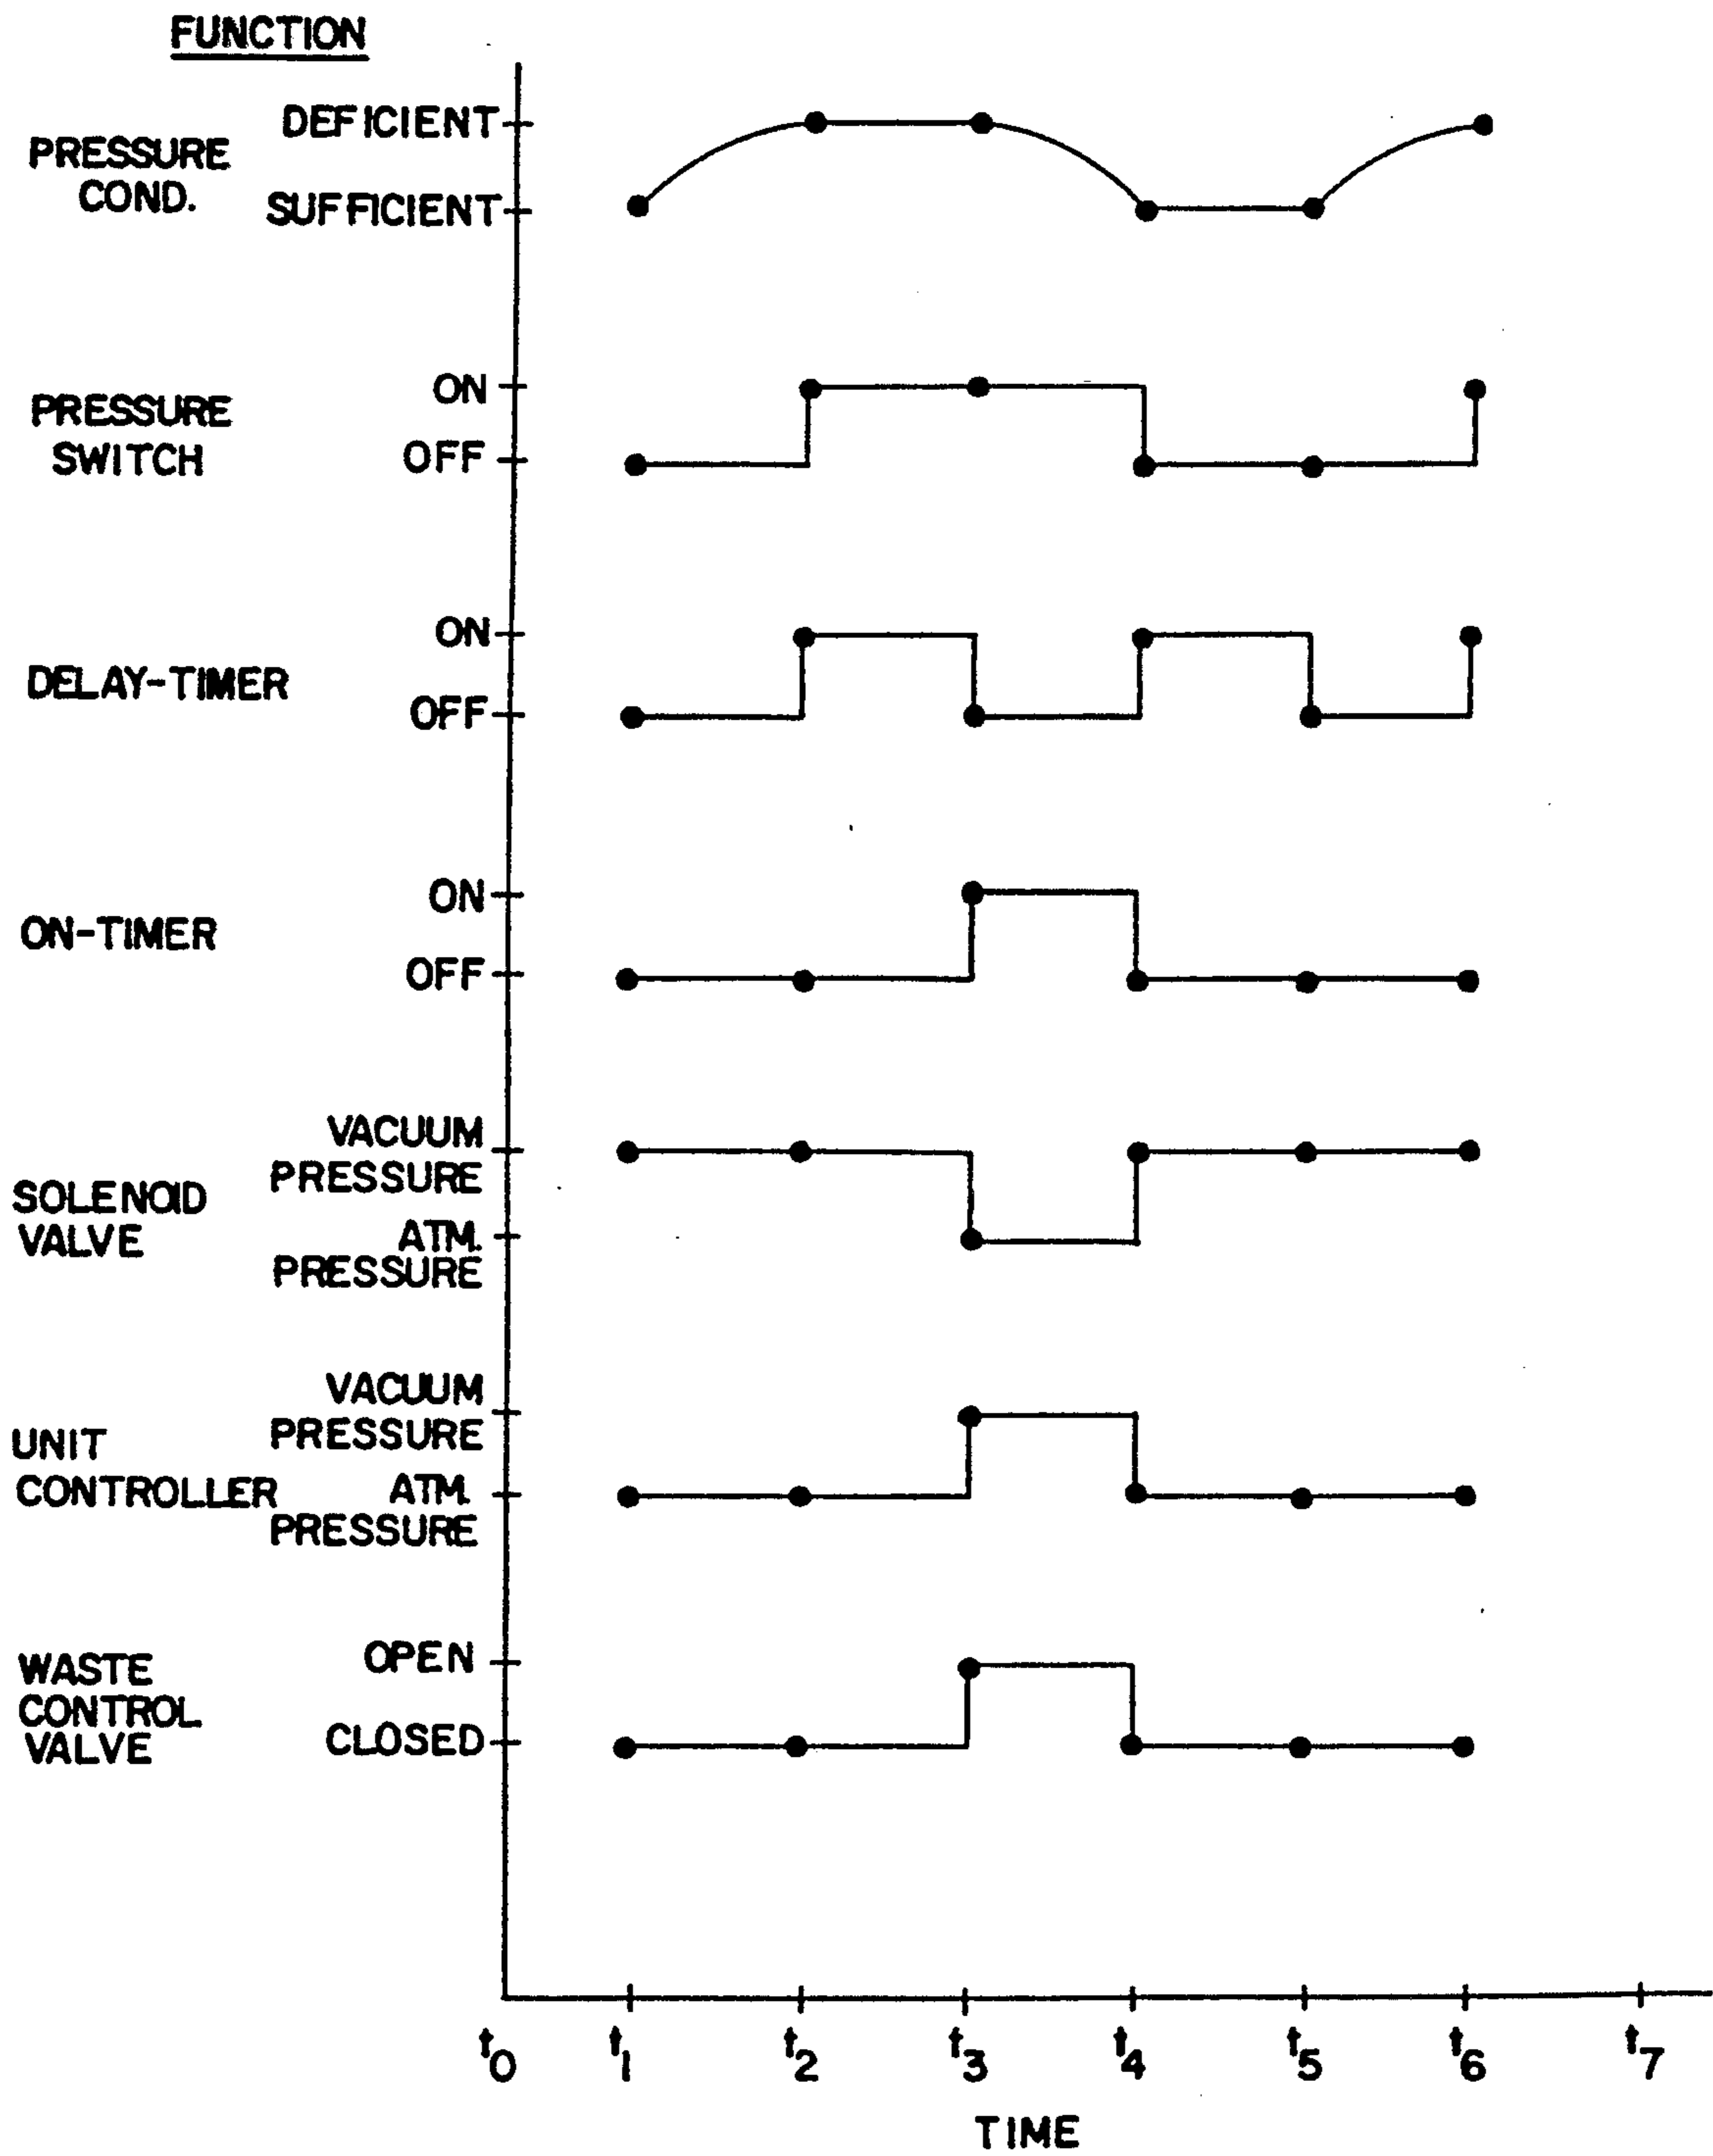 FUNCTION
PRESSURE
COND.
DEFICIENT
SUFFICIENT
PRESSURE
SWITCH
ON
OFF
DELAY-TIMER
ON
OFF
ON-TIMER
ON
OFF
SOLENOID
VALVE
VACUUM
PRESSURE
ATM.
PRESSURE
UNIT
CONTROLLER
VACUUM
PRESSURE
ATM.
PRESSURE
WASTE
CONTROL
VALVE
OPEN
CLOSED
t0 t1 t2 t3 t4 t5 t6 t7
TIME